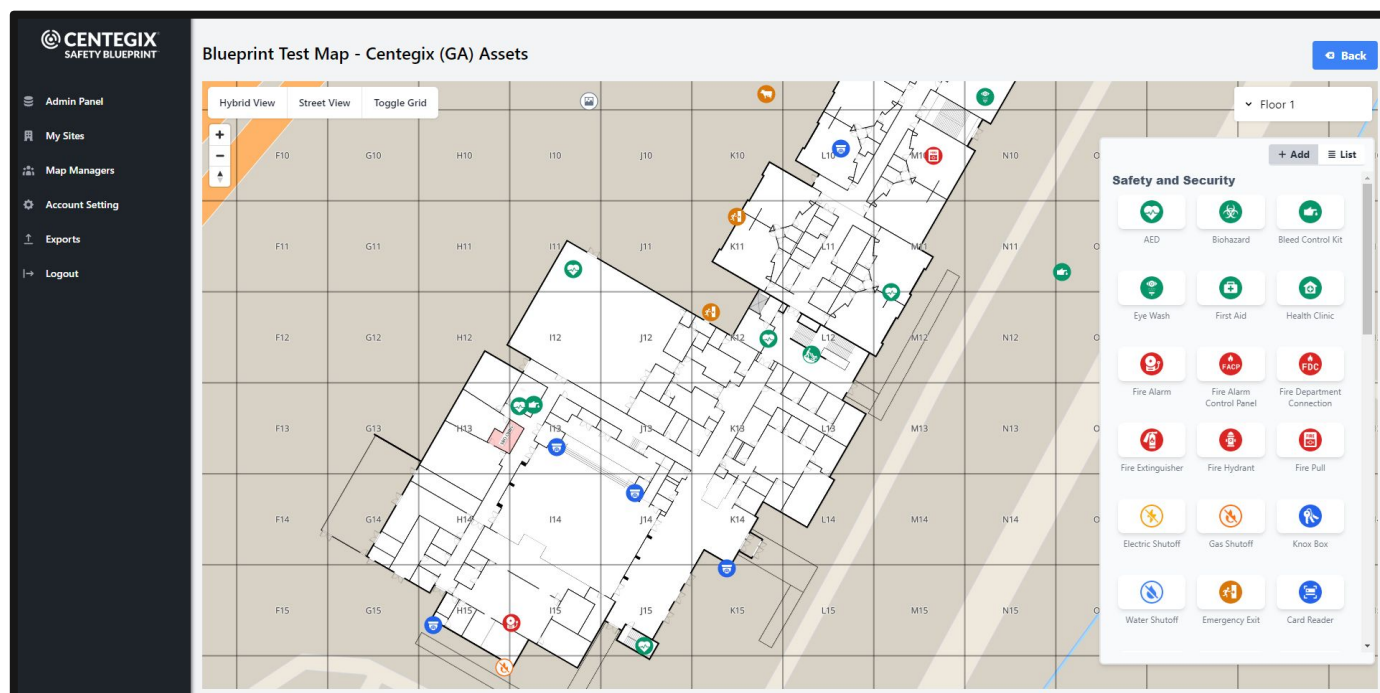 CENTEGIX
SAFETY BLUEPRINT
Admin Panel
My Sites
Map Managers
Account Setting
Exports
Logout
Blueprint Test Map - Centegix (GA) Assets
Back
Hybrid View
Street View
Toggle Grid
Floor 1
+
−
F10
G10
H10
I10
J10
K10
L10
M10
N10
O
F11
G11
H11
I11
J11
K11
L11
M11
N11
O
F12
G12
H12
I12
J12
K12
L12
M12
N12
O
F13
G13
H13
I13
J13
K13
L13
M13
N13
O
F14
G14
H14
I14
J14
K14
L14
M14
N14
O
F15
G15
H15
I15
J15
K15
L15
M15
N15
O
+ Add
List
Safety and Security
AED
Biohazard
Bleed Control Kit
Eye Wash
First Aid
Health Clinic
FACP
FDC
Fire Alarm
Fire Alarm
Control Panel
Fire Department
Connection
FIRE
Fire Extinguisher
Fire Hydrant
Fire Pull
Electric Shutoff
Gas Shutoff
Knox Box
Water Shutoff
Emergency Exit
Card Reader